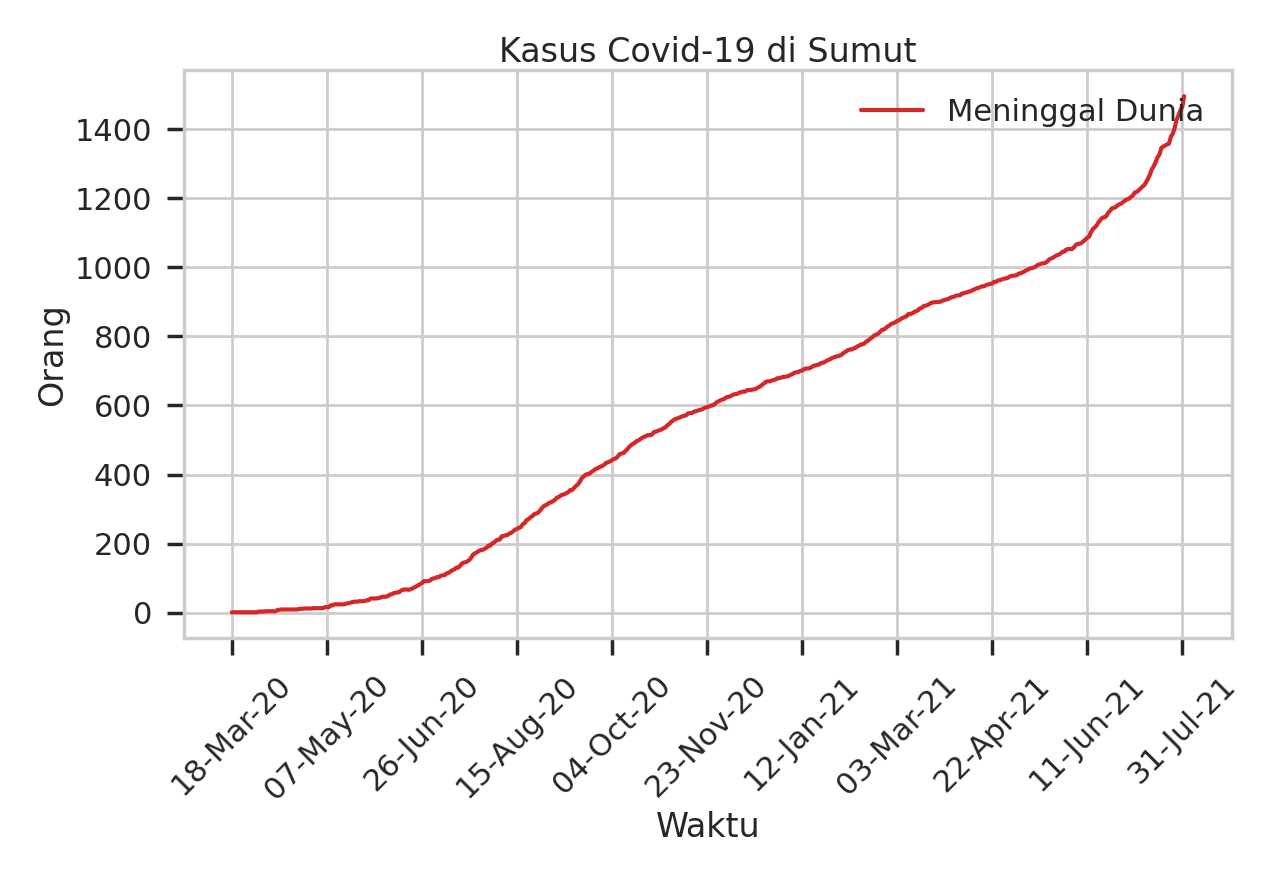 Kasus Covid-19 di Sumut
Meninggal Dunia
1400
1200
1000
800
600
400
200
0
Orang
18-Mar-20
07-May-20
26-Jun-20
15-Aug-20
04-Oct-20
23-Nov-20
12-Jan-21
03-Mar-21
22-Apr-21
11-Jun-21
31-Jul-21
Waktu